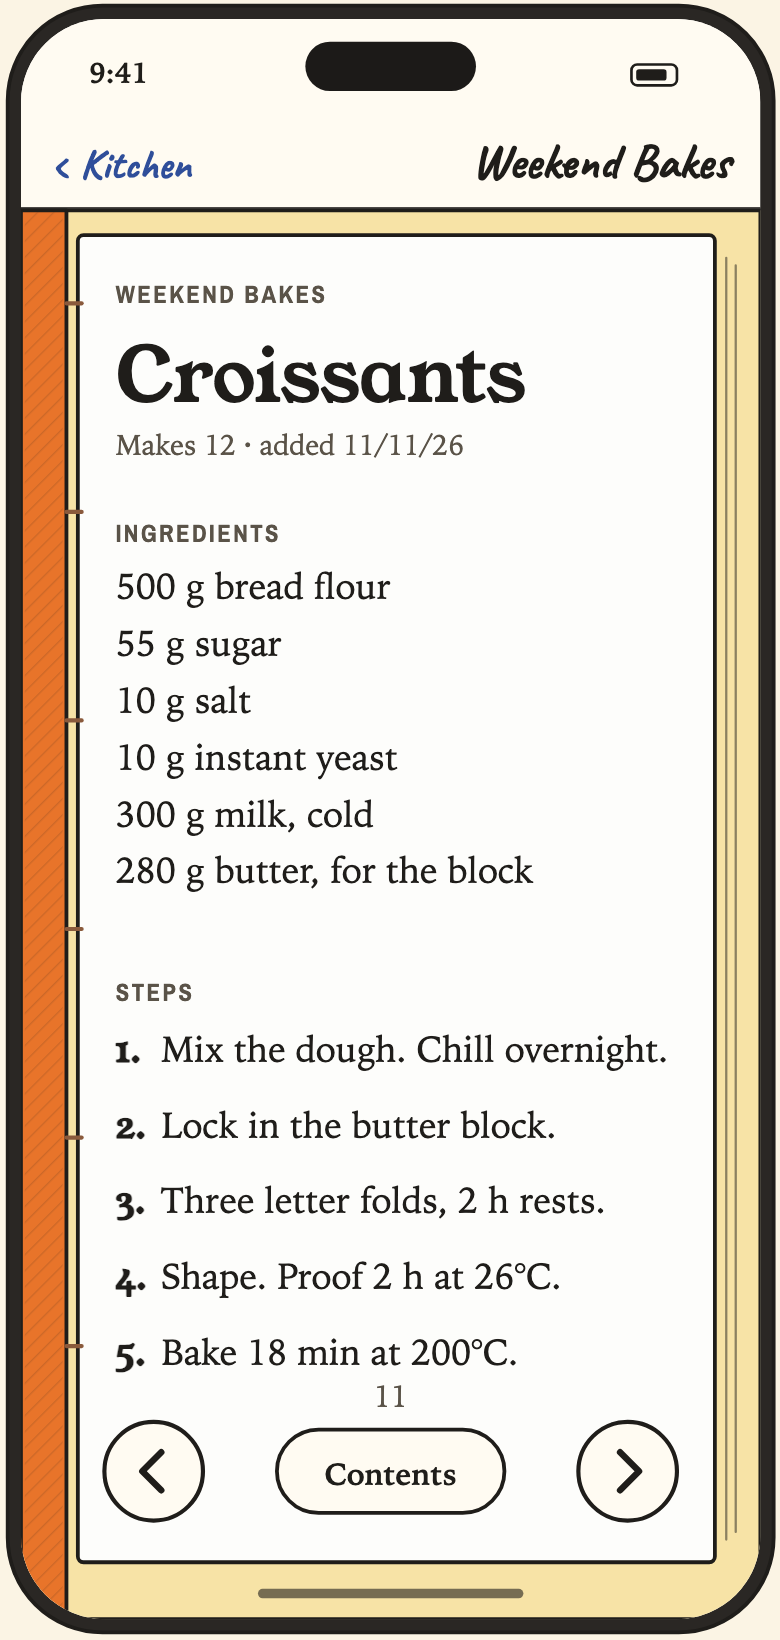 9:41
< Kitchen
Weekend Bakes
WEEKEND BAKES
Croissants
Makes 12 · added 11/11/26
INGREDIENTS
500 g bread flour
55 g sugar
10 g salt
10 g instant yeast
300 g milk, cold
280 g butter, for the block
STEPS
1. Mix the dough. Chill overnight.
2. Lock in the butter block.
3. Three letter folds, 2 h rests.
4. Shape. Proof 2 h at 26°C.
5. Bake 18 min at 200°C.
11
Contents